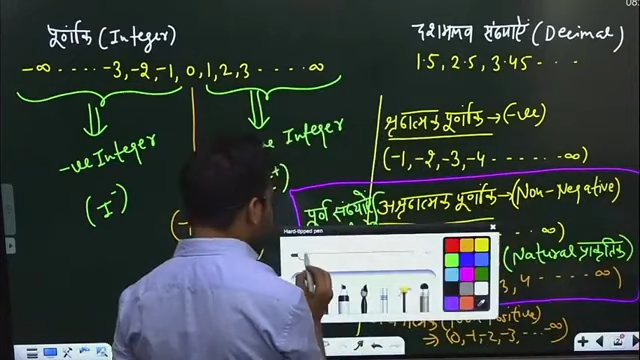 पूर्णांक (Integer)
-∞ ..... -3, -2, -1, 0, 1, 2, 3 ..... ∞
-ve Integer
Integer
(I⁻)
दशमलव संख्याएँ (Decimal)
1.5, 2.5, 3.45 ...
ऋणात्मक पूर्णांक → (-ve)
(-1, -2, -3, -4 ....... ∞)
अऋणात्मक पूर्णांक → (Non-Negative)
∞)
(Natural प्राकृतिक
3, 4 ..... ∞)
⇒ (0, -1, -2, -3, ... ∞)
Hard-tipped pen